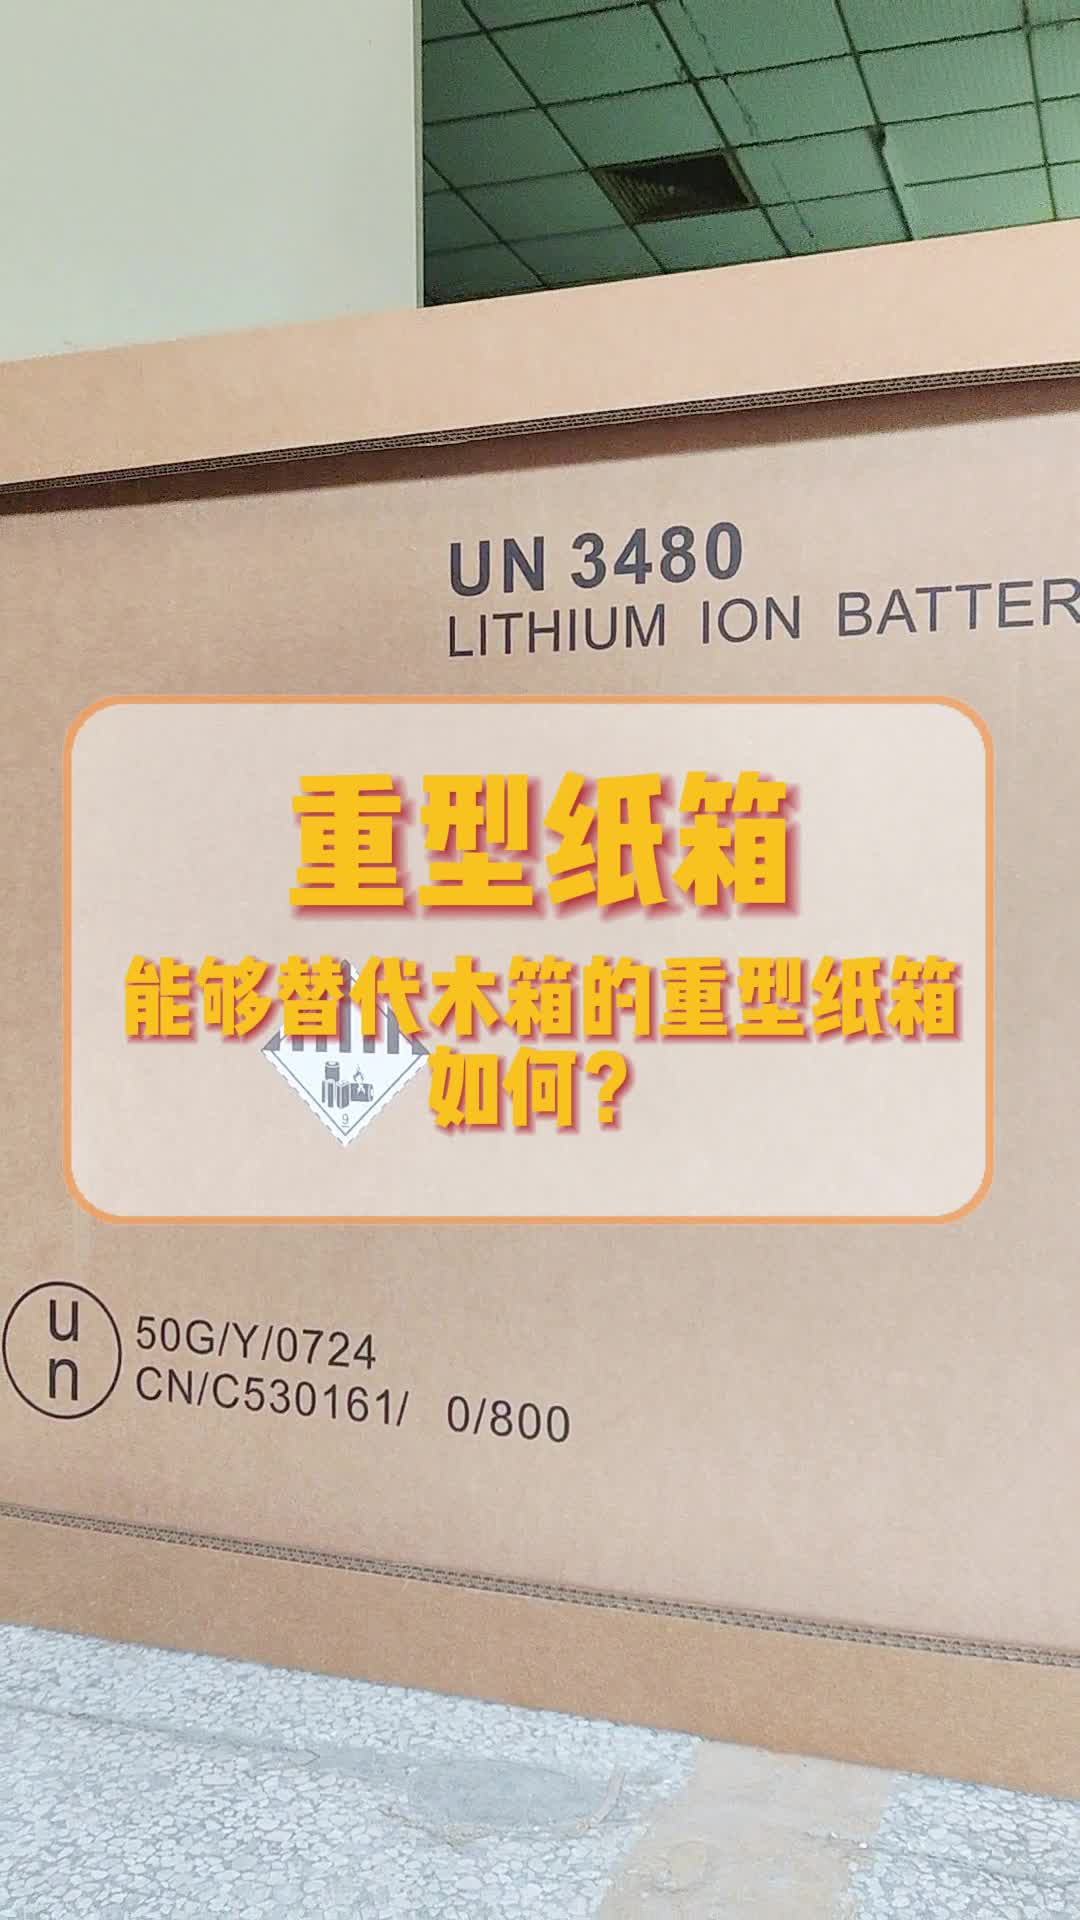 UN 3480
LITHIUM ION BATTER
重型纸箱
能够替代木箱的重型纸箱
如何?
9
u
n
50G/Y/0724
CN/C530161/ 0/800